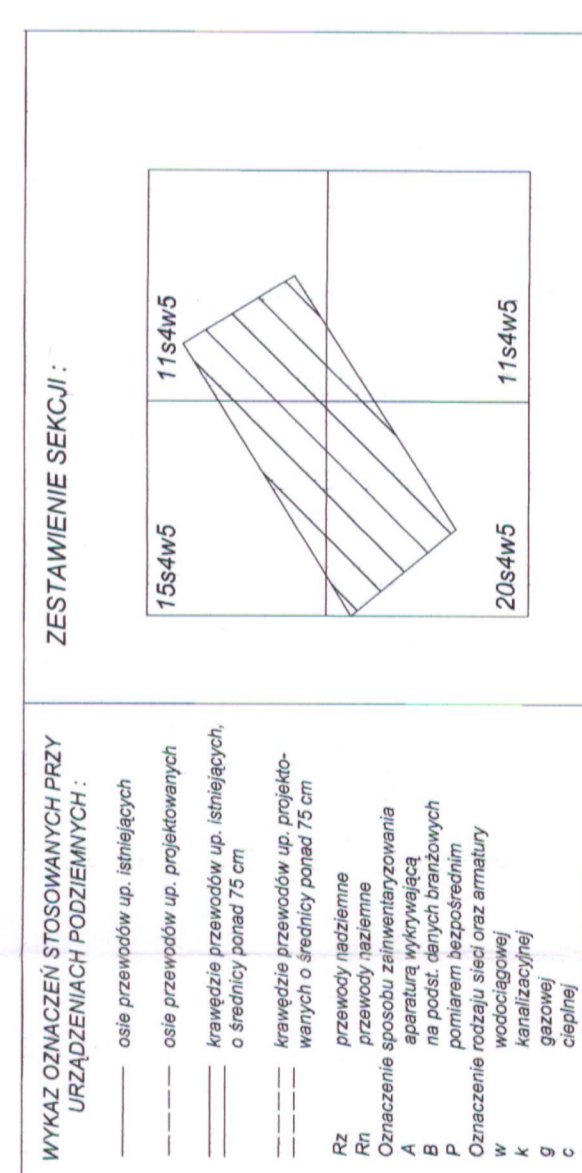 WYKAZ OZNACZEŃ STOSOWANYCH PRZY
URZĄDZENIACH PODZIEMNYCH :
osie przewodów up. istniejących
osie przewodów up. projektowanych
krawędzie przewodów up. istniejących,
o średnicy ponad 75 cm
krawędzie przewodów up. projekto-
wanych o średnicy ponad 75 cm
Rz przewody nadziemne
Rn przewody naziemne
Oznaczenie sposobu zainwentaryzowania
A aparaturą wykrywającą
B na podst. danych branżowych
P pomiarem bezpośrednim
Oznaczenie rodzaju sieci oraz armatury
w wodociągowej
k kanalizacyjnej
g gazowej
c cieplnej
ZESTAWIENIE SEKCJI :
15s4w5 11s4w5
20s4w5 11s4w5